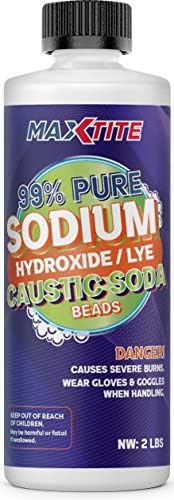 MAXTITE
99% PURE
SODIUM
HYDROXIDE / LYE
CAUSTIC SODA
BEADS
DANGER!
CAUSES SEVERE BURNS.
WEAR GLOVES & GOGGLES
WHEN HANDLING.
KEEP OUT OF REACH
OF CHILDREN.
May be harmful or fatal
if swallowed.
NW: 2 LBS